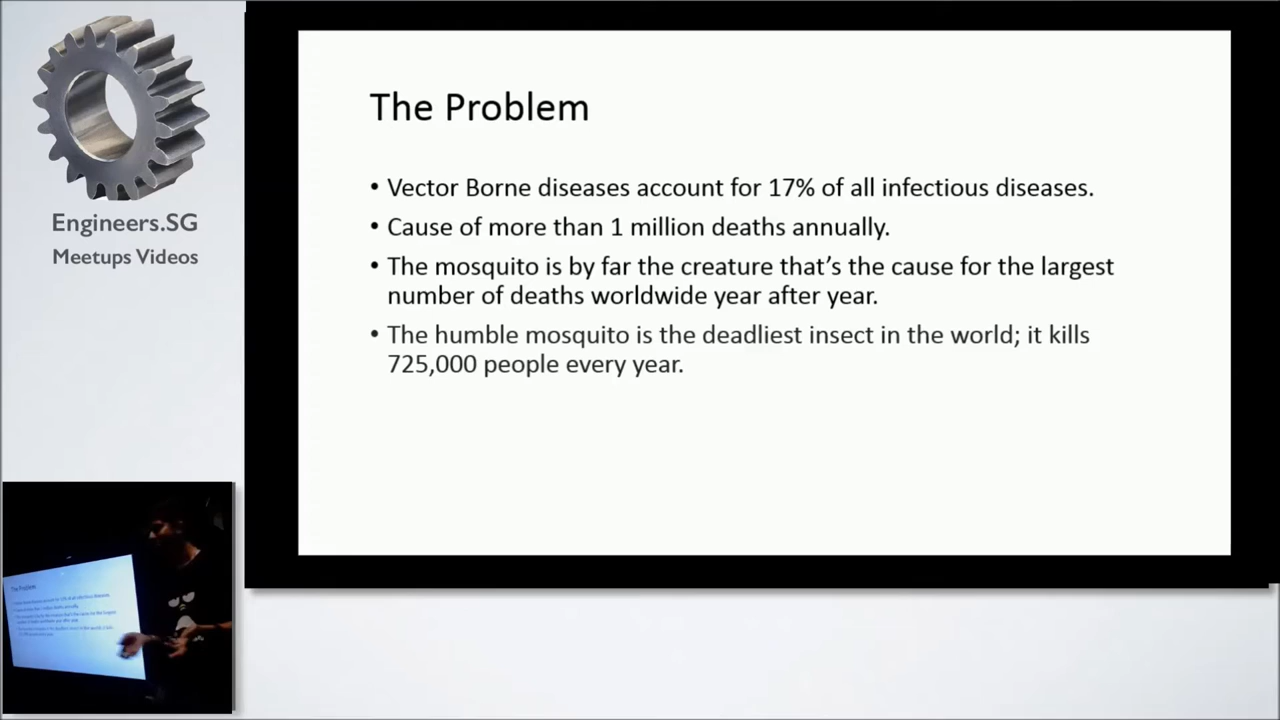 Engineers.SG
Meetups Videos
The Problem
• Vector Borne diseases account for 17% of all infectious diseases.
• Cause of more than 1 million deaths annually.
• The mosquito is by far the creature that's the cause for the largest
number of deaths worldwide year after year.
• The humble mosquito is the deadliest insect in the world; it kills
725,000 people every year.
The Problem